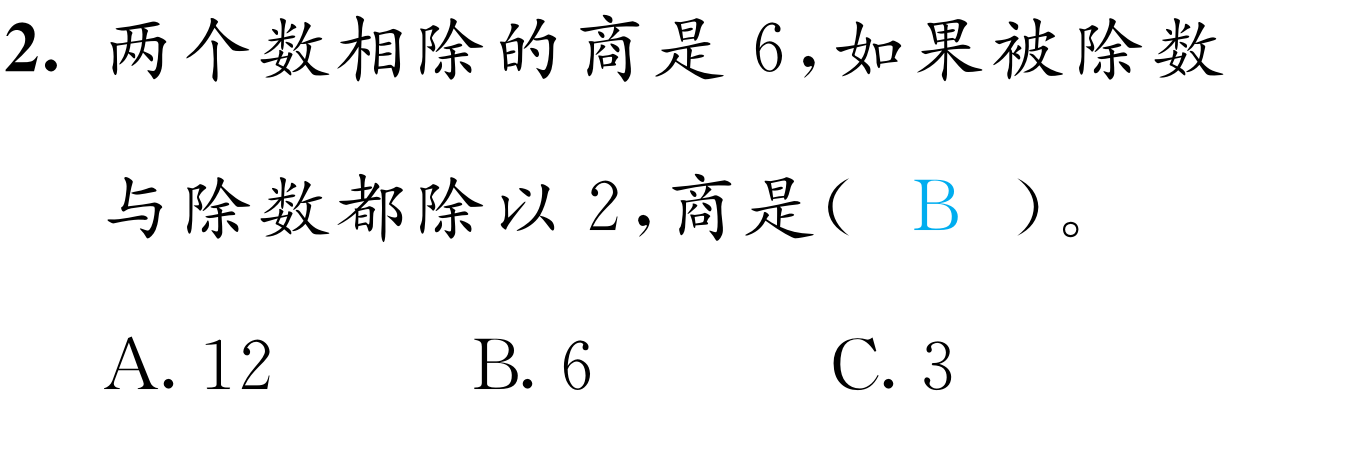 2. 两个数相除的商是 6,如果被除数
与除数都除以 2,商是( B )。
A. 12 B. 6 C. 3